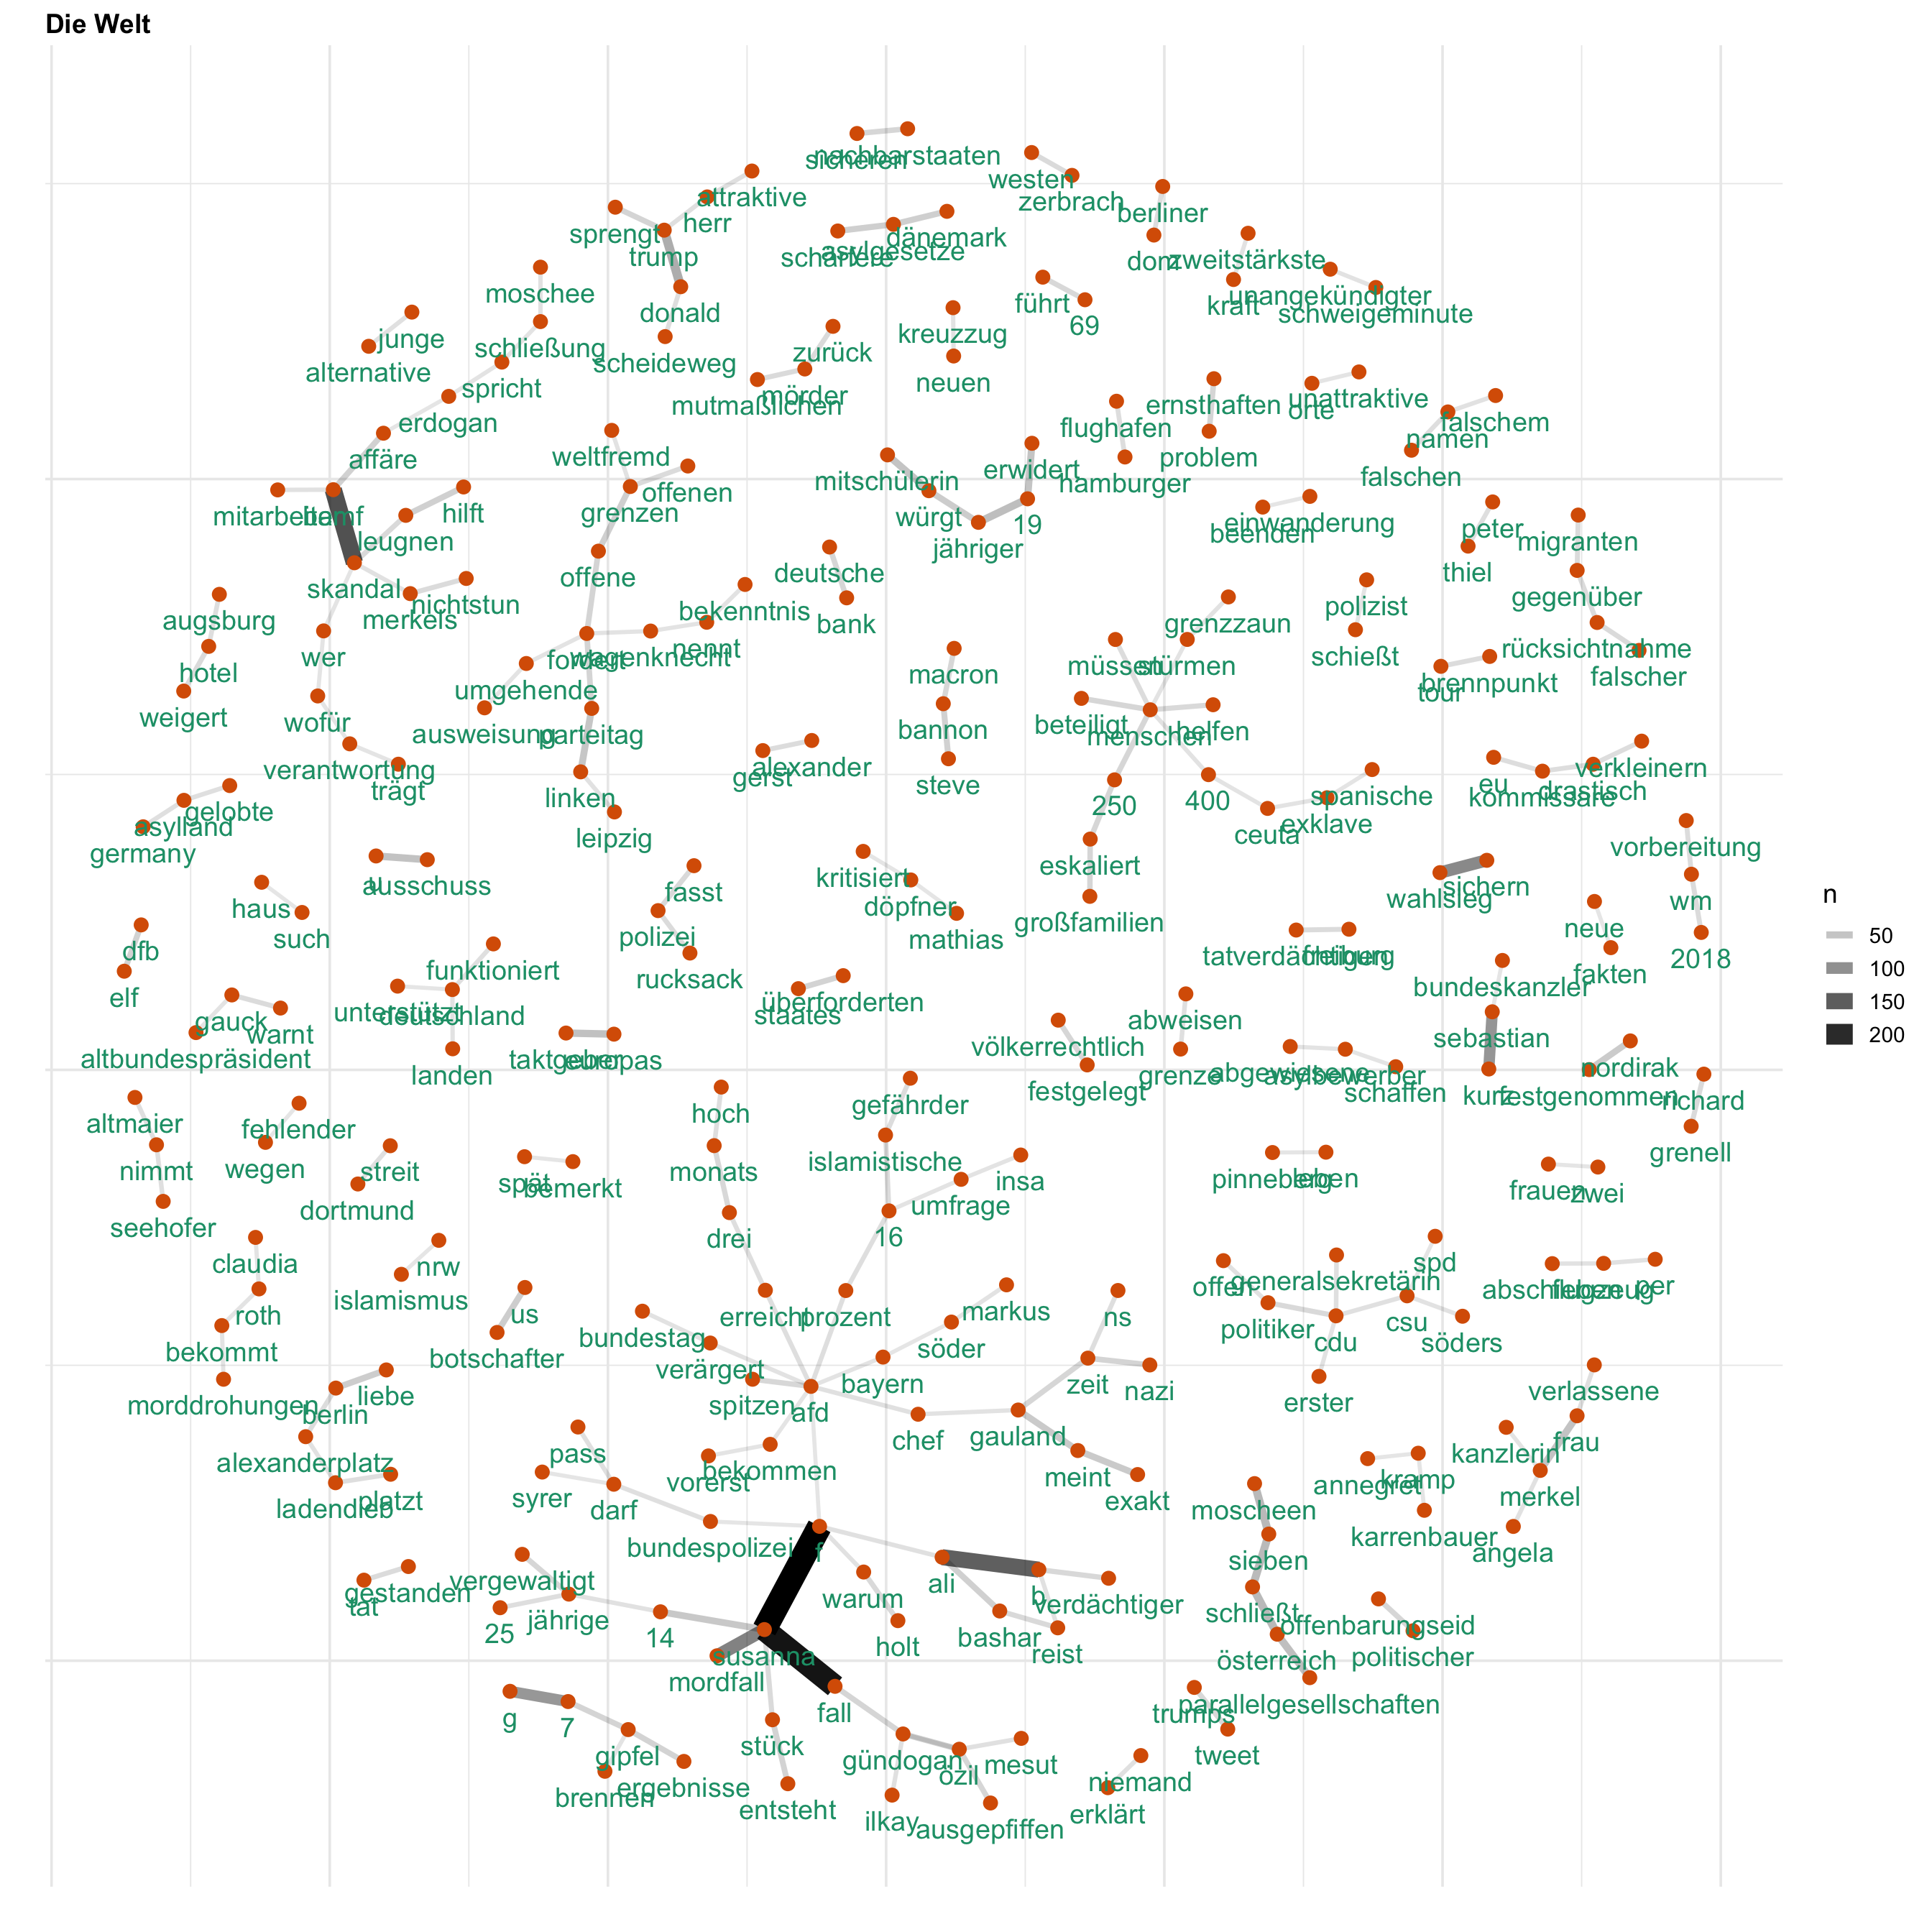 Die Welt
nachbarstaaten
sicheren
westen
attraktive
zerbrach
berliner
herr
sprengt
dänemark
asylgesetze
schärfere
trump
dom
zweitstärkste
moschee
unangekündigter
kraft
führt
donald
schweigeminute
69
kreuzzug
junge
schließung
zurück
scheideweg
alternative
neuen
spricht
mörder
mutmaßlichen
ernsthaften
unattraktive
orte
erdogan
flughafen
falschem
namen
affäre
weltfremd
problem
erwidert
falschen
mitschülerin
hamburger
offenen
mitarbeiter
bamf
hilft
grenzen
würgt
19
einwanderung
beenden
peter
leugnen
jähriger
migranten
offene
deutsche
thiel
skandal
nichtstun
merkels
gegenüber
polizist
augsburg
bekenntnis
bank
grenzzaun
wer
nennt
fordert
wagenknecht
schießt
rücksichtnahme
müssen
stürmen
hotel
macron
falscher
umgehende
brennpunkt
tour
weigert
wofür
beteiligt
helfen
menschen
ausweisung
parteitag
bannon
verantwortung
alexander
gerst
verkleinern
trägt
steve
eu
kommissare
drastisch
linken
spanische
250
400
gelobte
asylland
exklave
ceuta
leipzig
germany
vorbereitung
eskaliert
u
ausschuss
fasst
kritisiert
sichern
wahlsieg
wm
haus
döpfner
großfamilien
neue
such
polizei
mathias
dfb
tatverdächtigen
freiburg
2018
funktioniert
rucksack
fakten
elf
bundeskanzler
überforderten
staates
unterstützt
deutschland
gauck
warnt
abweisen
sebastian
altbundespräsident
taktgeber
europas
völkerrechtlich
nordirak
landen
grenze
abgewiesene
asylbewerber
festgelegt
schaffen
kurz
festgenommen
richard
hoch
gefährder
altmaier
fehlender
grenell
nimmt
wegen
streit
monats
islamistische
insa
pinneberg
leben
spät
bemerkt
frauen
zwei
dortmund
umfrage
seehofer
drei
16
claudia
nrw
spd
generalsekretärin
offen
abschieben
flugzeug
per
islamismus
roth
us
erreicht
prozent
markus
ns
csu
politiker
cdu
söders
bundestag
söder
bekommt
botschafter
verärgert
bayern
zeit
nazi
verlassene
liebe
morddrohungen
berlin
spitzen
afd
erster
gauland
chef
frau
pass
kanzlerin
alexanderplatz
bekommen
vorerst
meint
annegret
kramp
merkel
ladendieb
platzt
syrer
darf
exakt
moscheen
karrenbauer
bundespolizei
f
angela
sieben
vergewaltigt
ali
gestanden
tat
warum
b
verdächtiger
jährige
schließt
offenbarungseid
25
14
holt
bashar
reist
susanna
österreich
politischer
mordfall
parallelgesellschaften
fall
trumps
g
7
stück
tweet
gipfel
gündogan
özil
mesut
niemand
brennen
ergebnisse
entsteht
erklärt
ilkay
ausgepfiffen
n
50
100
150
200